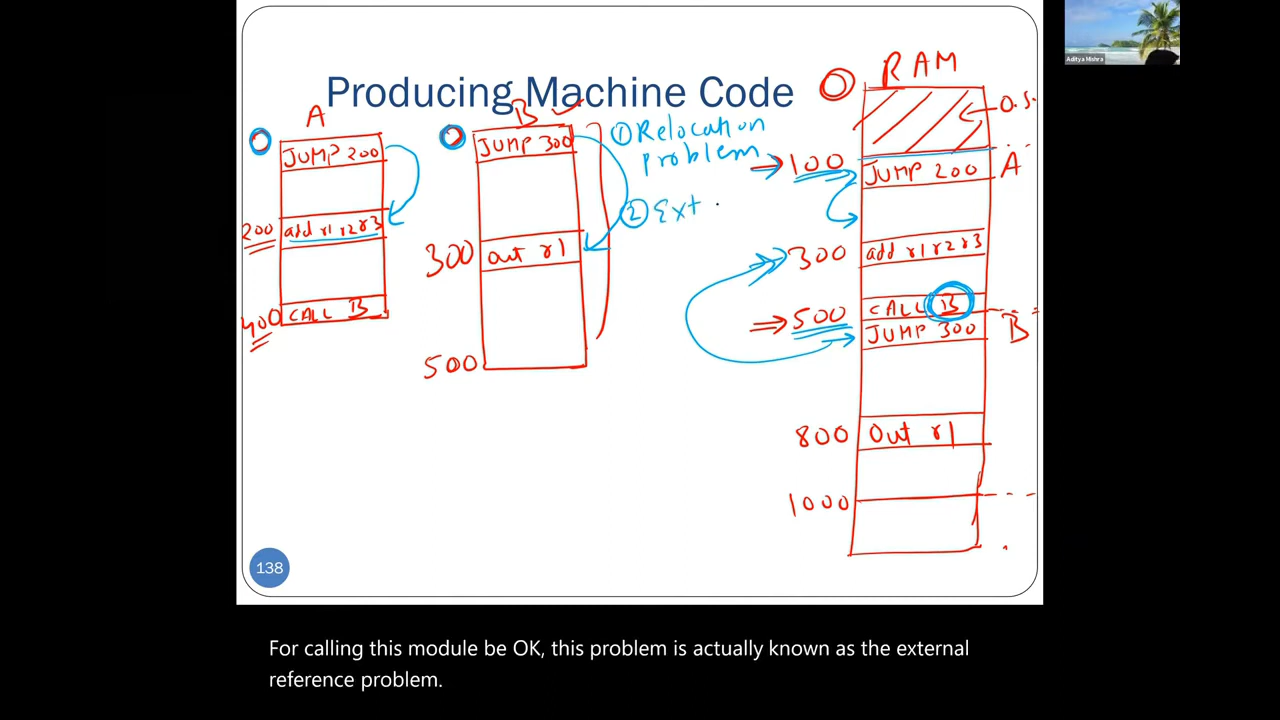 Aditya Mishra
Producing Machine Code
A
JUMP 200
200 add r1 r2 r3
400 CALL B
B
JUMP 300
300 Out r1
500
① Relocation
problem
② Ext
RAM
O.S.
100 JUMP 200 A
300 add r1 r2 r3
CALL B
500 JUMP 300 B
800 Out r1
1000
138
For calling this module be OK, this problem is actually known as the external
reference problem.